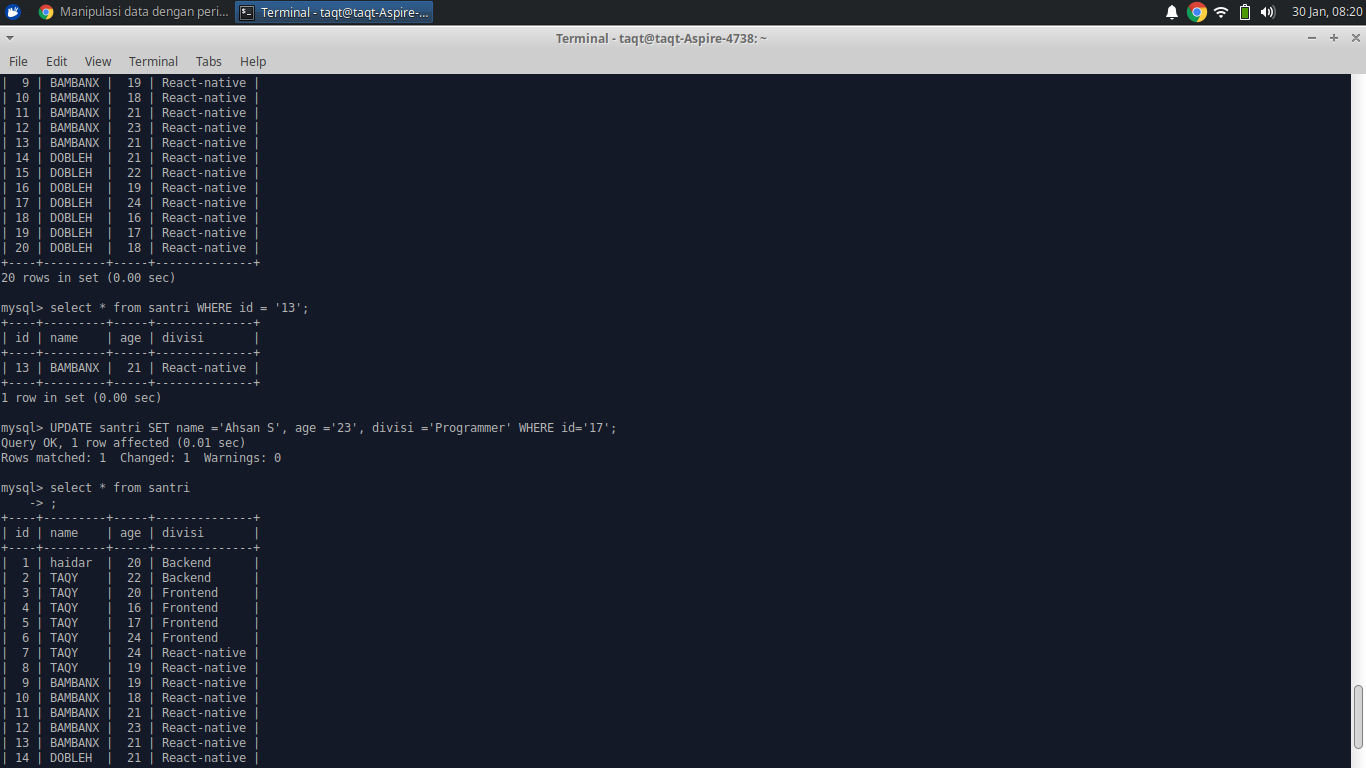 Manipulasi data dengan peri...
Terminal - taqt@taqt-Aspire-...
30 Jan, 08:20
Terminal - taqt@taqt-Aspire-4738: ~
File Edit View Terminal Tabs Help
|  9 | BAMBANX |  19 | React-native |
| 10 | BAMBANX |  18 | React-native |
| 11 | BAMBANX |  21 | React-native |
| 12 | BAMBANX |  23 | React-native |
| 13 | BAMBANX |  21 | React-native |
| 14 | DOBLEH  |  21 | React-native |
| 15 | DOBLEH  |  22 | React-native |
| 16 | DOBLEH  |  19 | React-native |
| 17 | DOBLEH  |  24 | React-native |
| 18 | DOBLEH  |  16 | React-native |
| 19 | DOBLEH  |  17 | React-native |
| 20 | DOBLEH  |  18 | React-native |
+----+---------+-----+--------------+
20 rows in set (0.00 sec)
mysql> select * from santri WHERE id = '13';
+----+---------+-----+--------------+
| id | name    | age | divisi       |
+----+---------+-----+--------------+
| 13 | BAMBANX |  21 | React-native |
+----+---------+-----+--------------+
1 row in set (0.00 sec)
mysql> UPDATE santri SET name ='Ahsan S', age ='23', divisi ='Programmer' WHERE id='17';
Query OK, 1 row affected (0.01 sec)
Rows matched: 1  Changed: 1  Warnings: 0
mysql> select * from santri
    -> ;
+----+---------+-----+--------------+
| id | name    | age | divisi       |
+----+---------+-----+--------------+
|  1 | haidar  |  20 | Backend      |
|  2 | TAQY    |  22 | Backend      |
|  3 | TAQY    |  20 | Frontend     |
|  4 | TAQY    |  16 | Frontend     |
|  5 | TAQY    |  17 | Frontend     |
|  6 | TAQY    |  24 | Frontend     |
|  7 | TAQY    |  24 | React-native |
|  8 | TAQY    |  19 | React-native |
|  9 | BAMBANX |  19 | React-native |
| 10 | BAMBANX |  18 | React-native |
| 11 | BAMBANX |  21 | React-native |
| 12 | BAMBANX |  23 | React-native |
| 13 | BAMBANX |  21 | React-native |
| 14 | DOBLEH  |  21 | React-native |